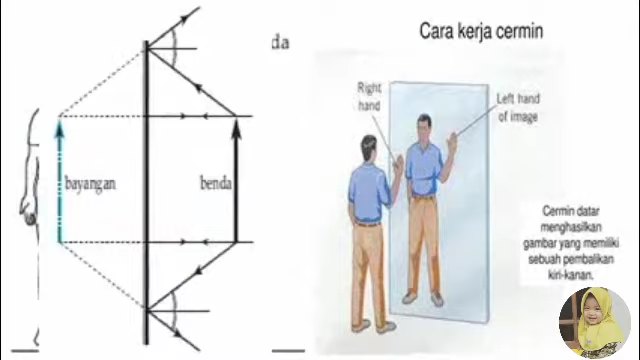 da
bayangan
benda
Cara kerja cermin
Right
hand
Left hand
of image
Cermin datar
menghasilkan
gambar yang memiliki
sebuah pembalikan
kiri-kanan.